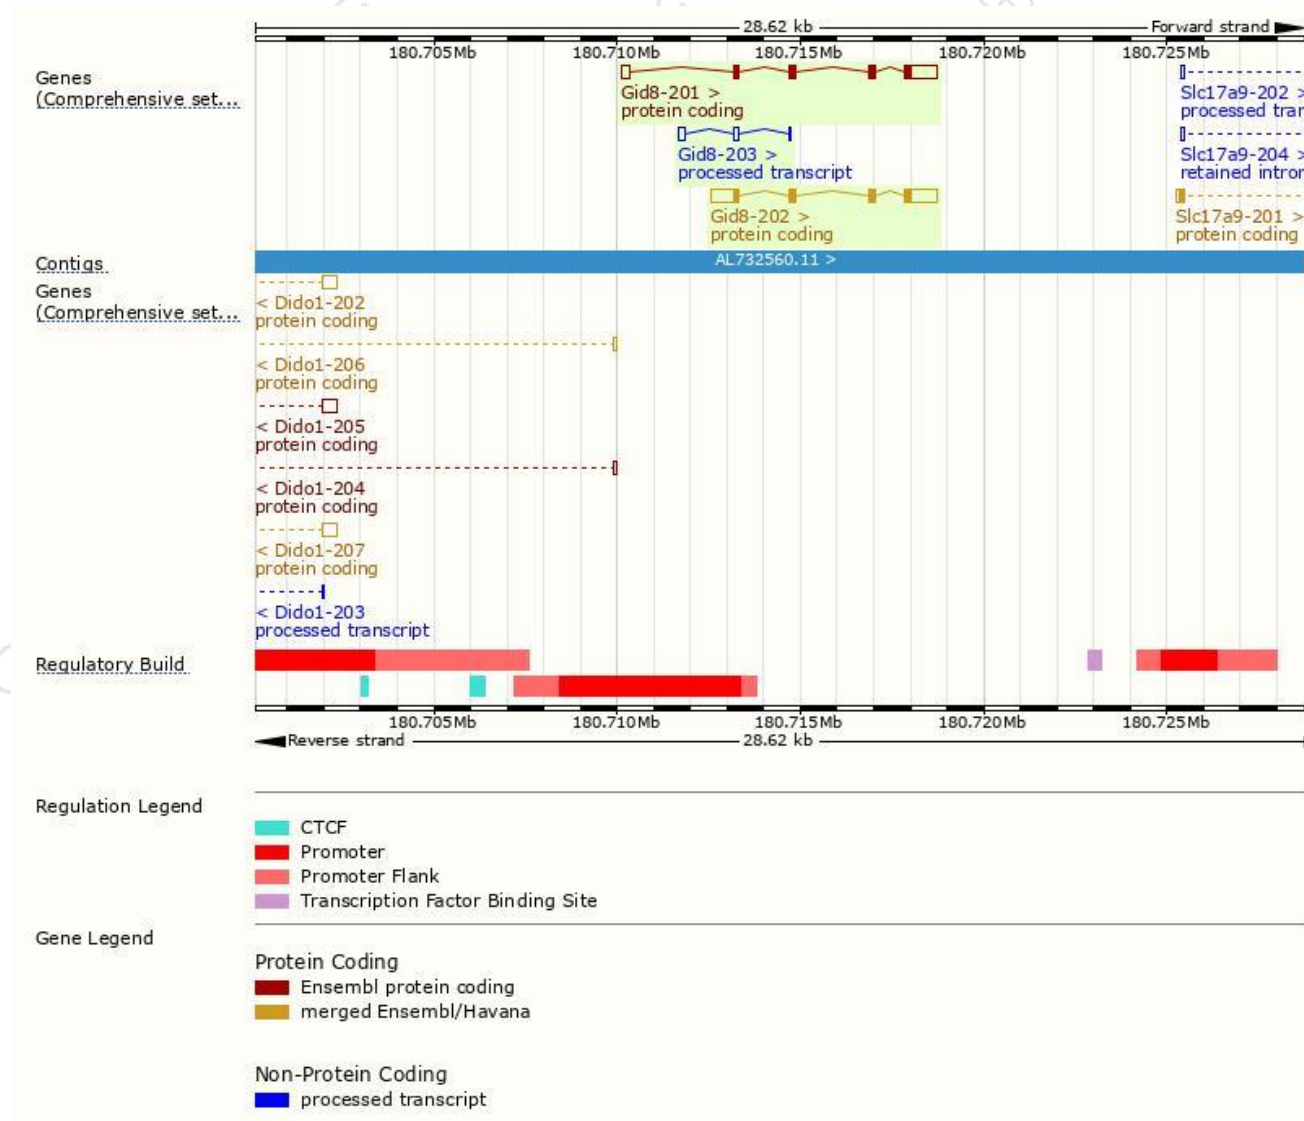 28.62 kb Forward strand
180.705Mb 180.710Mb 180.715Mb 180.720Mb 180.725Mb
Genes
(Comprehensive set...
Gid8-201 >
protein coding
Slc17a9-202 >
processed trar
Gid8-203 >
processed transcript
Slc17a9-204 >
retained intror
Gid8-202 >
protein coding
Slc17a9-201 >
protein coding
Contigs
AL732560.11 >
Genes
(Comprehensive set...
< Dido1-202
protein coding
< Dido1-206
protein coding
< Dido1-205
protein coding
< Dido1-204
protein coding
< Dido1-207
protein coding
< Dido1-203
processed transcript
Regulatory Build
180.705Mb 180.710Mb 180.715Mb 180.720Mb 180.725Mb
Reverse strand 28.62 kb
Regulation Legend
CTCF
Promoter
Promoter Flank
Transcription Factor Binding Site
Gene Legend
Protein Coding
Ensembl protein coding
merged Ensembl/Havana
Non-Protein Coding
processed transcript